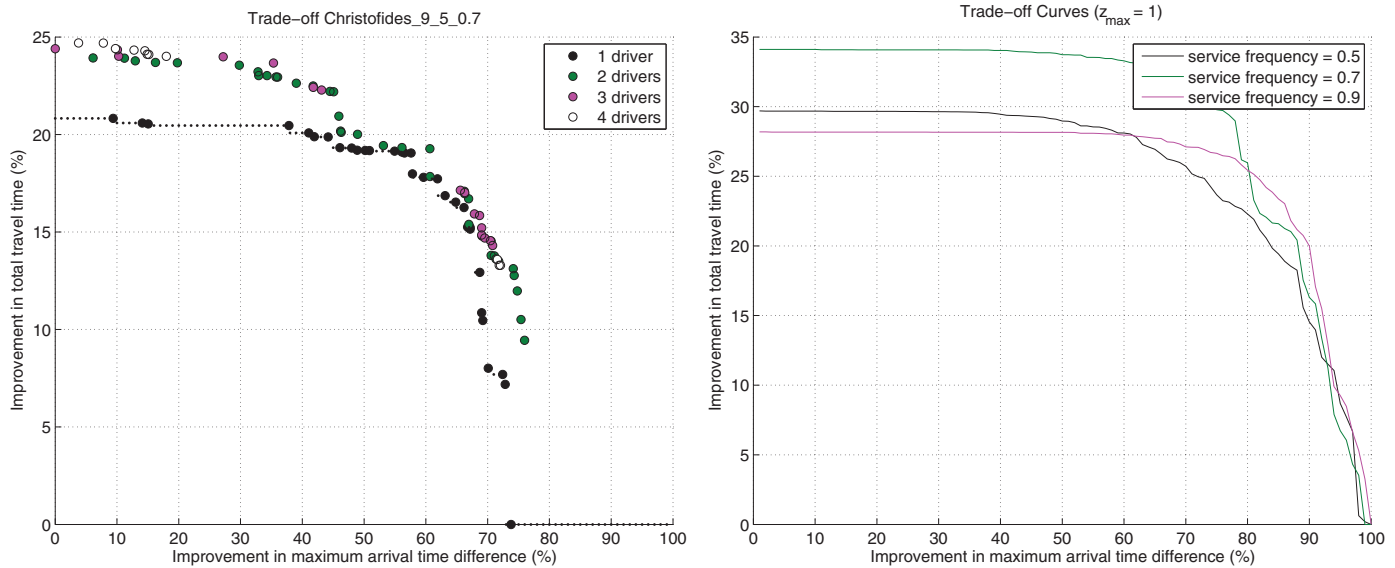 Trade−off Christofides_9_5_0.7
25
20
15
10
5
0
Improvement in total travel time (%)
1 driver
2 drivers
3 drivers
4 drivers
0 10 20 30 40 50 60 70 80 90 100
Improvement in maximum arrival time difference (%)
Trade−off Curves (z_max = 1)
35
30
25
20
15
10
5
0
Improvement in total travel time (%)
service frequency = 0.5
service frequency = 0.7
service frequency = 0.9
0 10 20 30 40 50 60 70 80 90 100
Improvement in maximum arrival time difference (%)